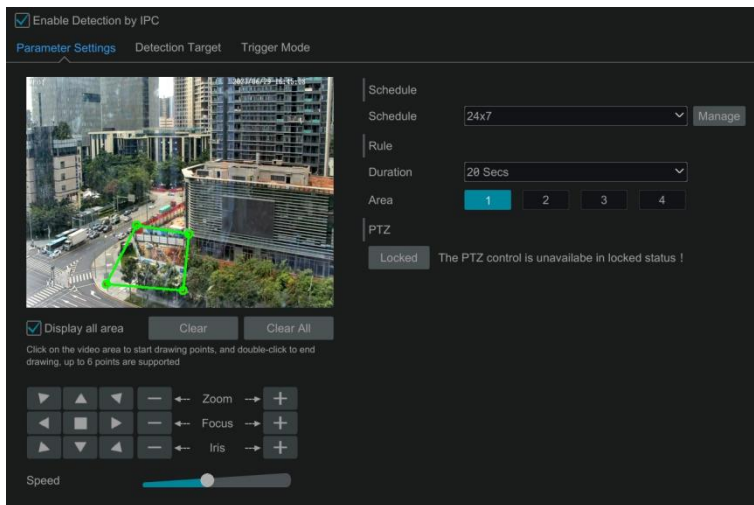 Enable Detection by IPC
Parameter Settings Detection Target Trigger Mode
Schedule
Schedule 24x7 Manage
Rule
Duration 20 Secs
Area 1 2 3 4
PTZ
Locked The PTZ control is unavailabe in locked status !
Display all area Clear Clear All
Click on the video area to start drawing points, and double-click to end
drawing, up to 6 points are supported
Zoom
Focus
Iris
Speed